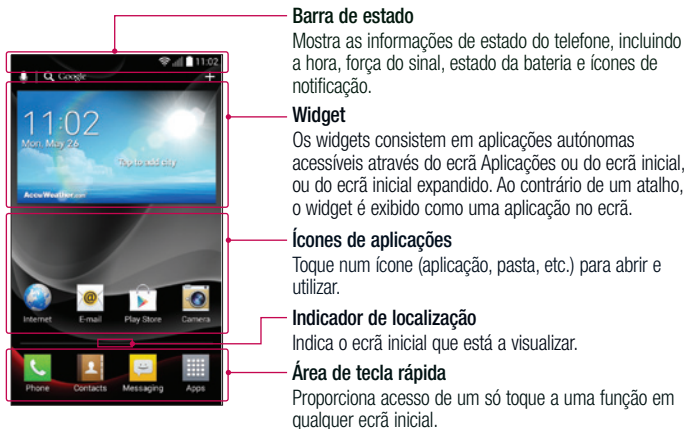 Barra de estado
Mostra as informações de estado do telefone, incluindo
a hora, força do sinal, estado da bateria e ícones de
notificação.
Widget
Os widgets consistem em aplicações autónomas
acessíveis através do ecrã Aplicações ou do ecrã inicial,
ou do ecrã inicial expandido. Ao contrário de um atalho,
o widget é exibido como uma aplicação no ecrã.
Ícones de aplicações
Toque num ícone (aplicação, pasta, etc.) para abrir e
utilizar.
Indicador de localização
Indica o ecrã inicial que está a visualizar.
Área de tecla rápida
Proporciona acesso de um só toque a uma função em
qualquer ecrã inicial.
11:02
Google
11:02
Mon. May 26
Tap to add city
AccuWeather.com
Internet E-mail Play Store Camera
Phone Contacts Messaging Apps